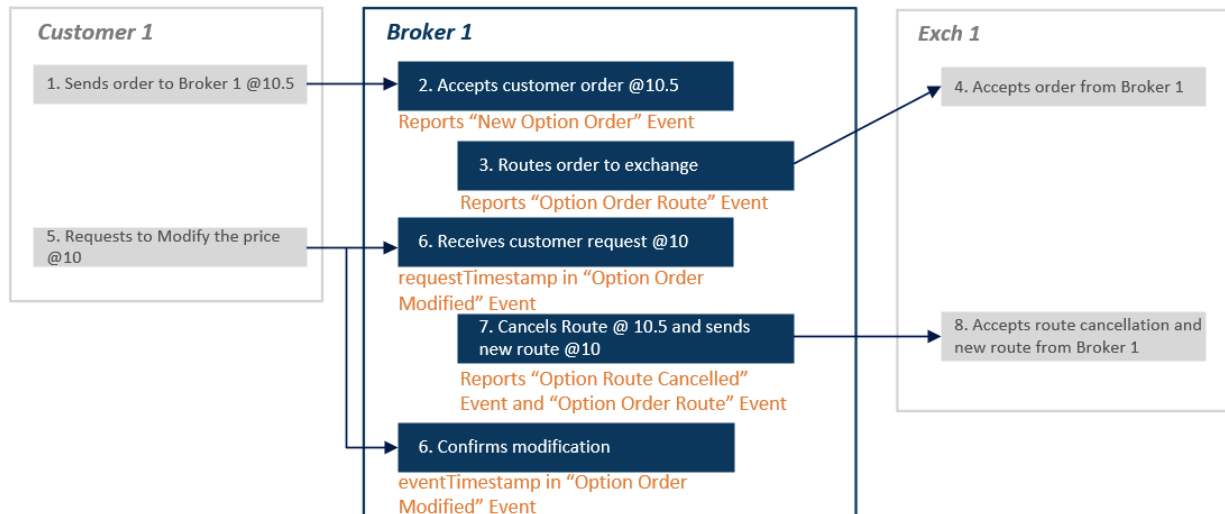 Customer 1
1. Sends order to Broker 1 @10.5
5. Requests to Modify the price
@10
Broker 1
2. Accepts customer order @10.5
Reports “New Option Order” Event
3. Routes order to exchange
Reports “Option Order Route” Event
6. Receives customer request @10
requestTimestamp in “Option Order
Modified” Event
7. Cancels Route @ 10.5 and sends
new route @10
Reports “Option Route Cancelled”
Event and “Option Order Route” Event
6. Confirms modification
eventTimestamp in “Option Order
Modified” Event
Exch 1
4. Accepts order from Broker 1
8. Accepts route cancellation and
new route from Broker 1